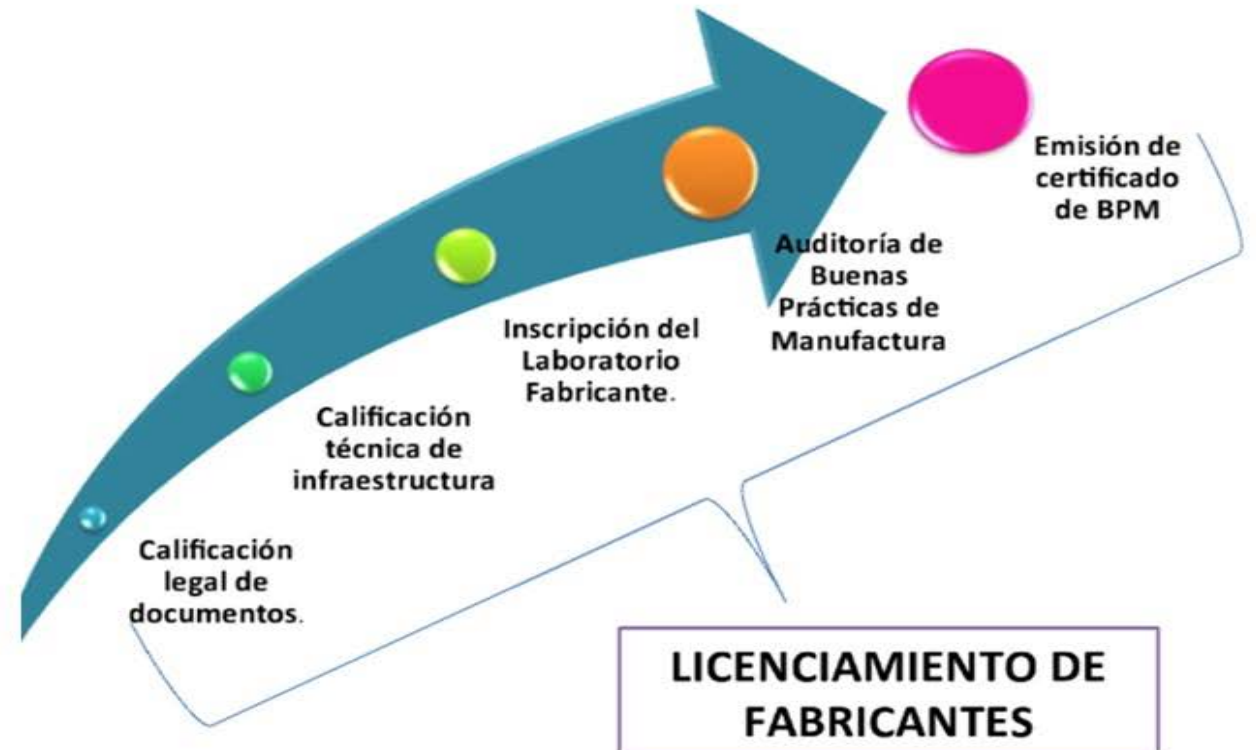 Calificación
legal de
documentos.
Calificación
técnica de
infraestructura
Inscripción del
Laboratorio
Fabricante.
Auditoría de
Buenas
Prácticas de
Manufactura
Emisión de
certificado
de BPM
LICENCIAMIENTO DE
FABRICANTES